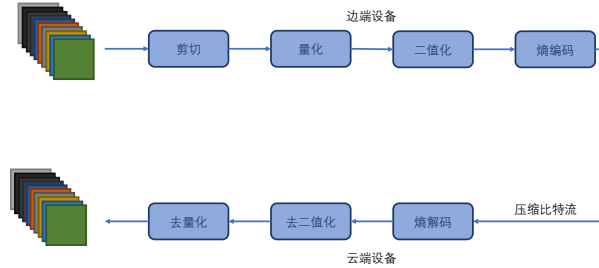 边端设备
剪切
量化
二值化
熵编码
压缩比特流
去量化
去二值化
熵解码
云端设备